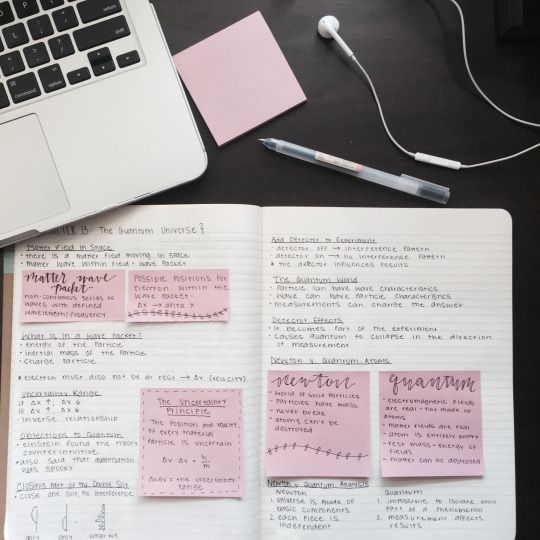 command
option
shift
The Quantum Universe
Matter Field in Space
• there is a matter field moving in space
• matter wave within field = wave packet
matter wave
packet
non-continuous series of
waves with defined
wavelength/frequency
Possible positions for
electron within the
wave packet-
← delta x →
What is in a Wave Packet?
• energy of the particle
• inertial mass of the particle
• charge particle
* electron must also not be at rest → Δv (velocity)
Uncertainty Range
if Δx ↑, Δv ↓
if Δv ↑, Δx ↓
• inverse relationship
The Uncertainty
Principle
The position and velocity
of every material
particle is uncertain
Δx · Δv = h/m
ΔxΔv = the uncertainty
range
Objections to Quantum
• einstein found the theory
counterintuitive
• also said that
was spooky
Closing part of the Double Slit
• close one slit, no interference
only
only
what we
Add Detector to Experiment
• detector off → interference pattern
• detector on → no interference pattern
* the detector influences results
The Quantum World
• particle can have wave characteristics
• wave can have particle characteristics
• measurements can change the answer
Detector Effects
• it becomes part of the experiment
• causes quantum to collapse in the direction
of measurement
Newton v. Quantum Atoms
newton
• world of solid particles
• particles have mass
• never break
• atoms can't be
destroyed
quantum
• electromagnetic fields
are real - not made of
atoms
• matter fields are real
• atom is entirely empty
• rest mass = energy of
fields
• matter can be destroyed
Newton v. Quantum Analysis
Newton
1. universe is made of
basic components
2. each piece is
independent
Quantum
1. impossible to isolate only
part of a phenomenon
2. measurement affects
results